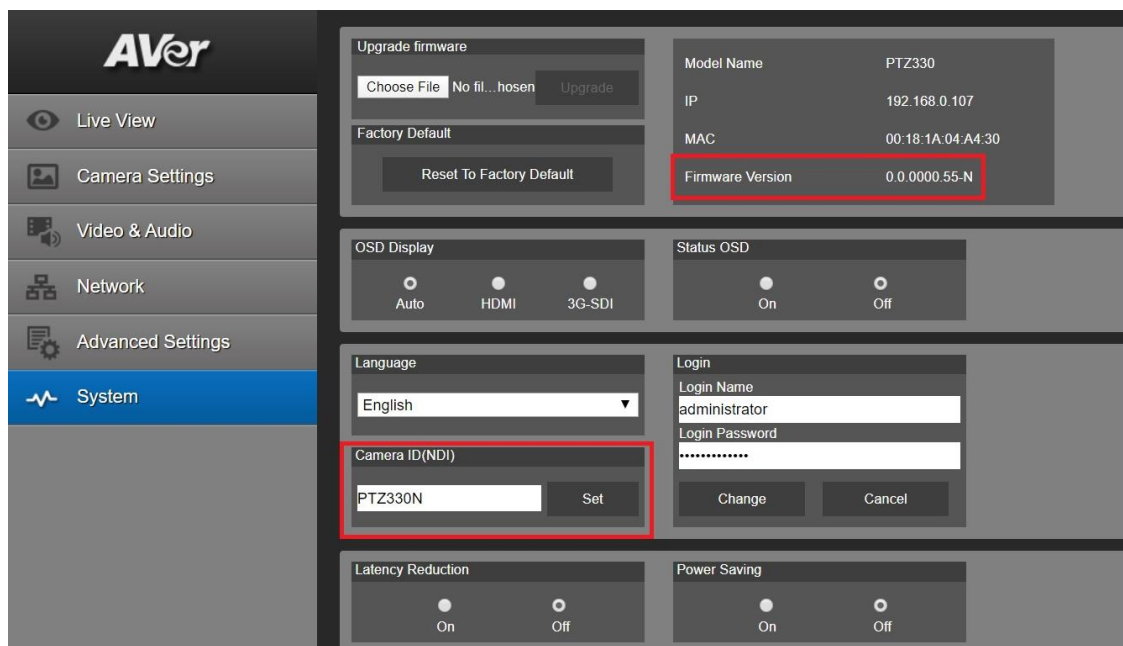 AVer
Live View
Camera Settings
Video & Audio
Network
Advanced Settings
System
Upgrade firmware
Choose File No fil...hosen Upgrade
Factory Default
Reset To Factory Default
Model Name PTZ330
IP 192.168.0.107
MAC 00:18:1A:04:A4:30
Firmware Version 0.0.0000.55-N
OSD Display
Auto HDMI 3G-SDI
Status OSD
On Off
Language
English
Camera ID(NDI)
PTZ330N Set
Login
Login Name
administrator
Login Password
•••••••••••••
Change Cancel
Latency Reduction
On Off
Power Saving
On Off